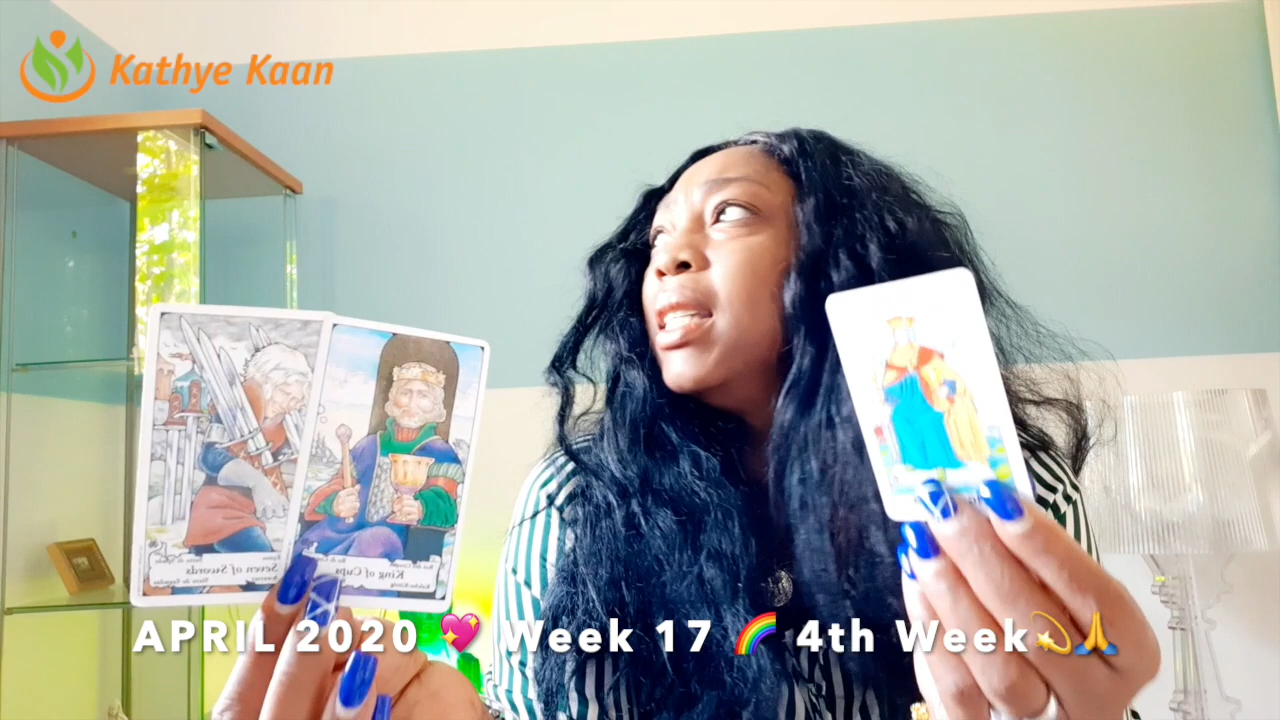 Kathye Kaan
Seven of Swords
King of Cups
APRIL 2020 💖 Week 17 🌈 4th Week💫🙏